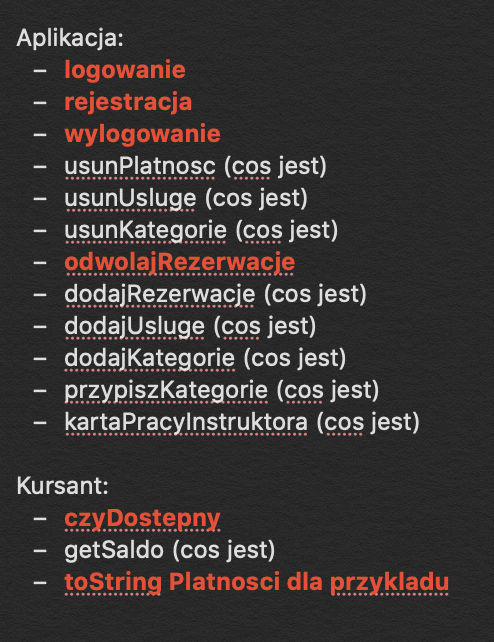 Aplikacja:
– logowanie
– rejestracja
– wylogowanie
– usunPlatnosc (cos jest)
– usunUsluge (cos jest)
– usunKategorie (cos jest)
– odwolajRezerwacje
– dodajRezerwacje (cos jest)
– dodajUsluge (cos jest)
– dodajKategorie (cos jest)
– przypiszKategorie (cos jest)
– kartaPracyInstruktora (cos jest)
Kursant:
– czyDostepny
– getSaldo (cos jest)
– toString Platnosci dla przykladu